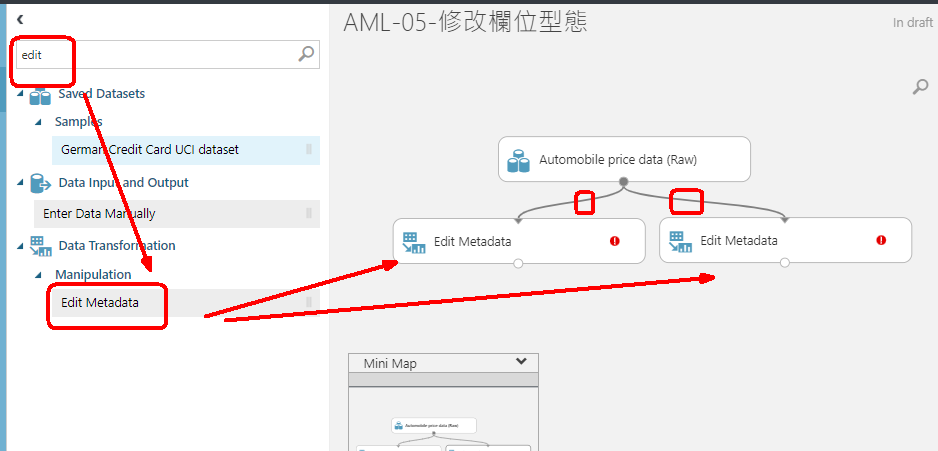 AML-05-修改欄位型態
In draft
edit
Saved Datasets
Samples
German Credit Card UCI dataset
Data Input and Output
Enter Data Manually
Data Transformation
Manipulation
Edit Metadata
Automobile price data (Raw)
Edit Metadata
Edit Metadata
Mini Map
Automobile price data (Raw)